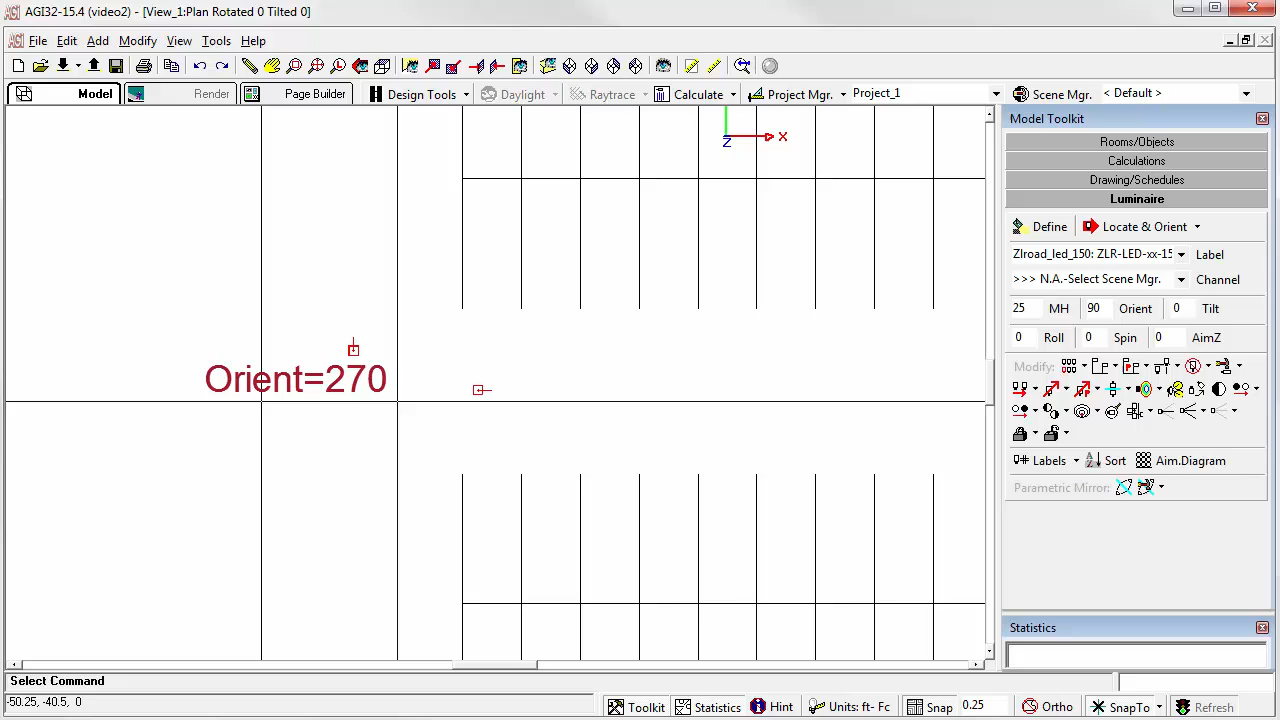 AGI32-15.4 (video2) - [View_1:Plan Rotated 0 Tilted 0]
AGI File Edit Add Modify View Tools Help
Model Render Page Builder Design Tools Daylight Raytrace Calculate Project Mgr. Project_1 Scene Mgr. < Default >
Z X
Orient=270
Model Toolkit
Rooms/Objects
Calculations
Drawing/Schedules
Luminaire
Define Locate & Orient
Zlroad_led_150: ZLR-LED-xx-15 Label
>>> N.A.-Select Scene Mgr. Channel
25 MH 90 Orient 0 Tilt
0 Roll 0 Spin 0 AimZ
Modify:
Labels Sort Aim.Diagram
Parametric Mirror:
Statistics
Select Command
50.25, -40.5, 0
Toolkit Statistics Hint Units: ft- Fc Snap 0.25 Ortho SnapTo Refresh